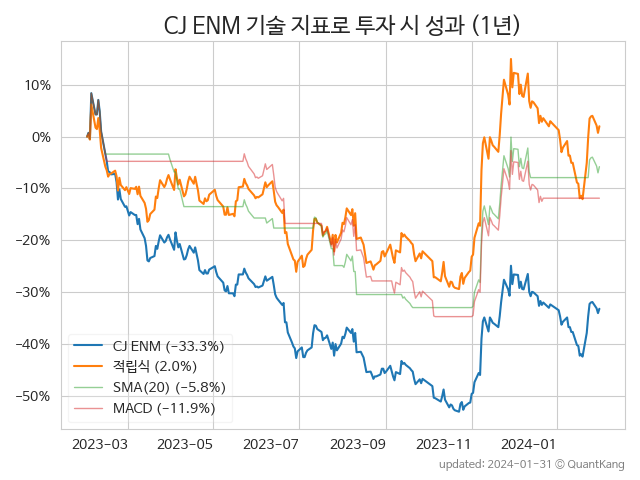 CJ ENM 기술 지표로 투자 시 성과 (1년)
10%
0%
−10%
−20%
−30%
−40%
−50%
CJ ENM (−33.3%)
적립식 (2.0%)
SMA(20) (−5.8%)
MACD (−11.9%)
2023-03 2023-05 2023-07 2023-09 2023-11 2024-01
updated: 2024-01-31 © QuantKang